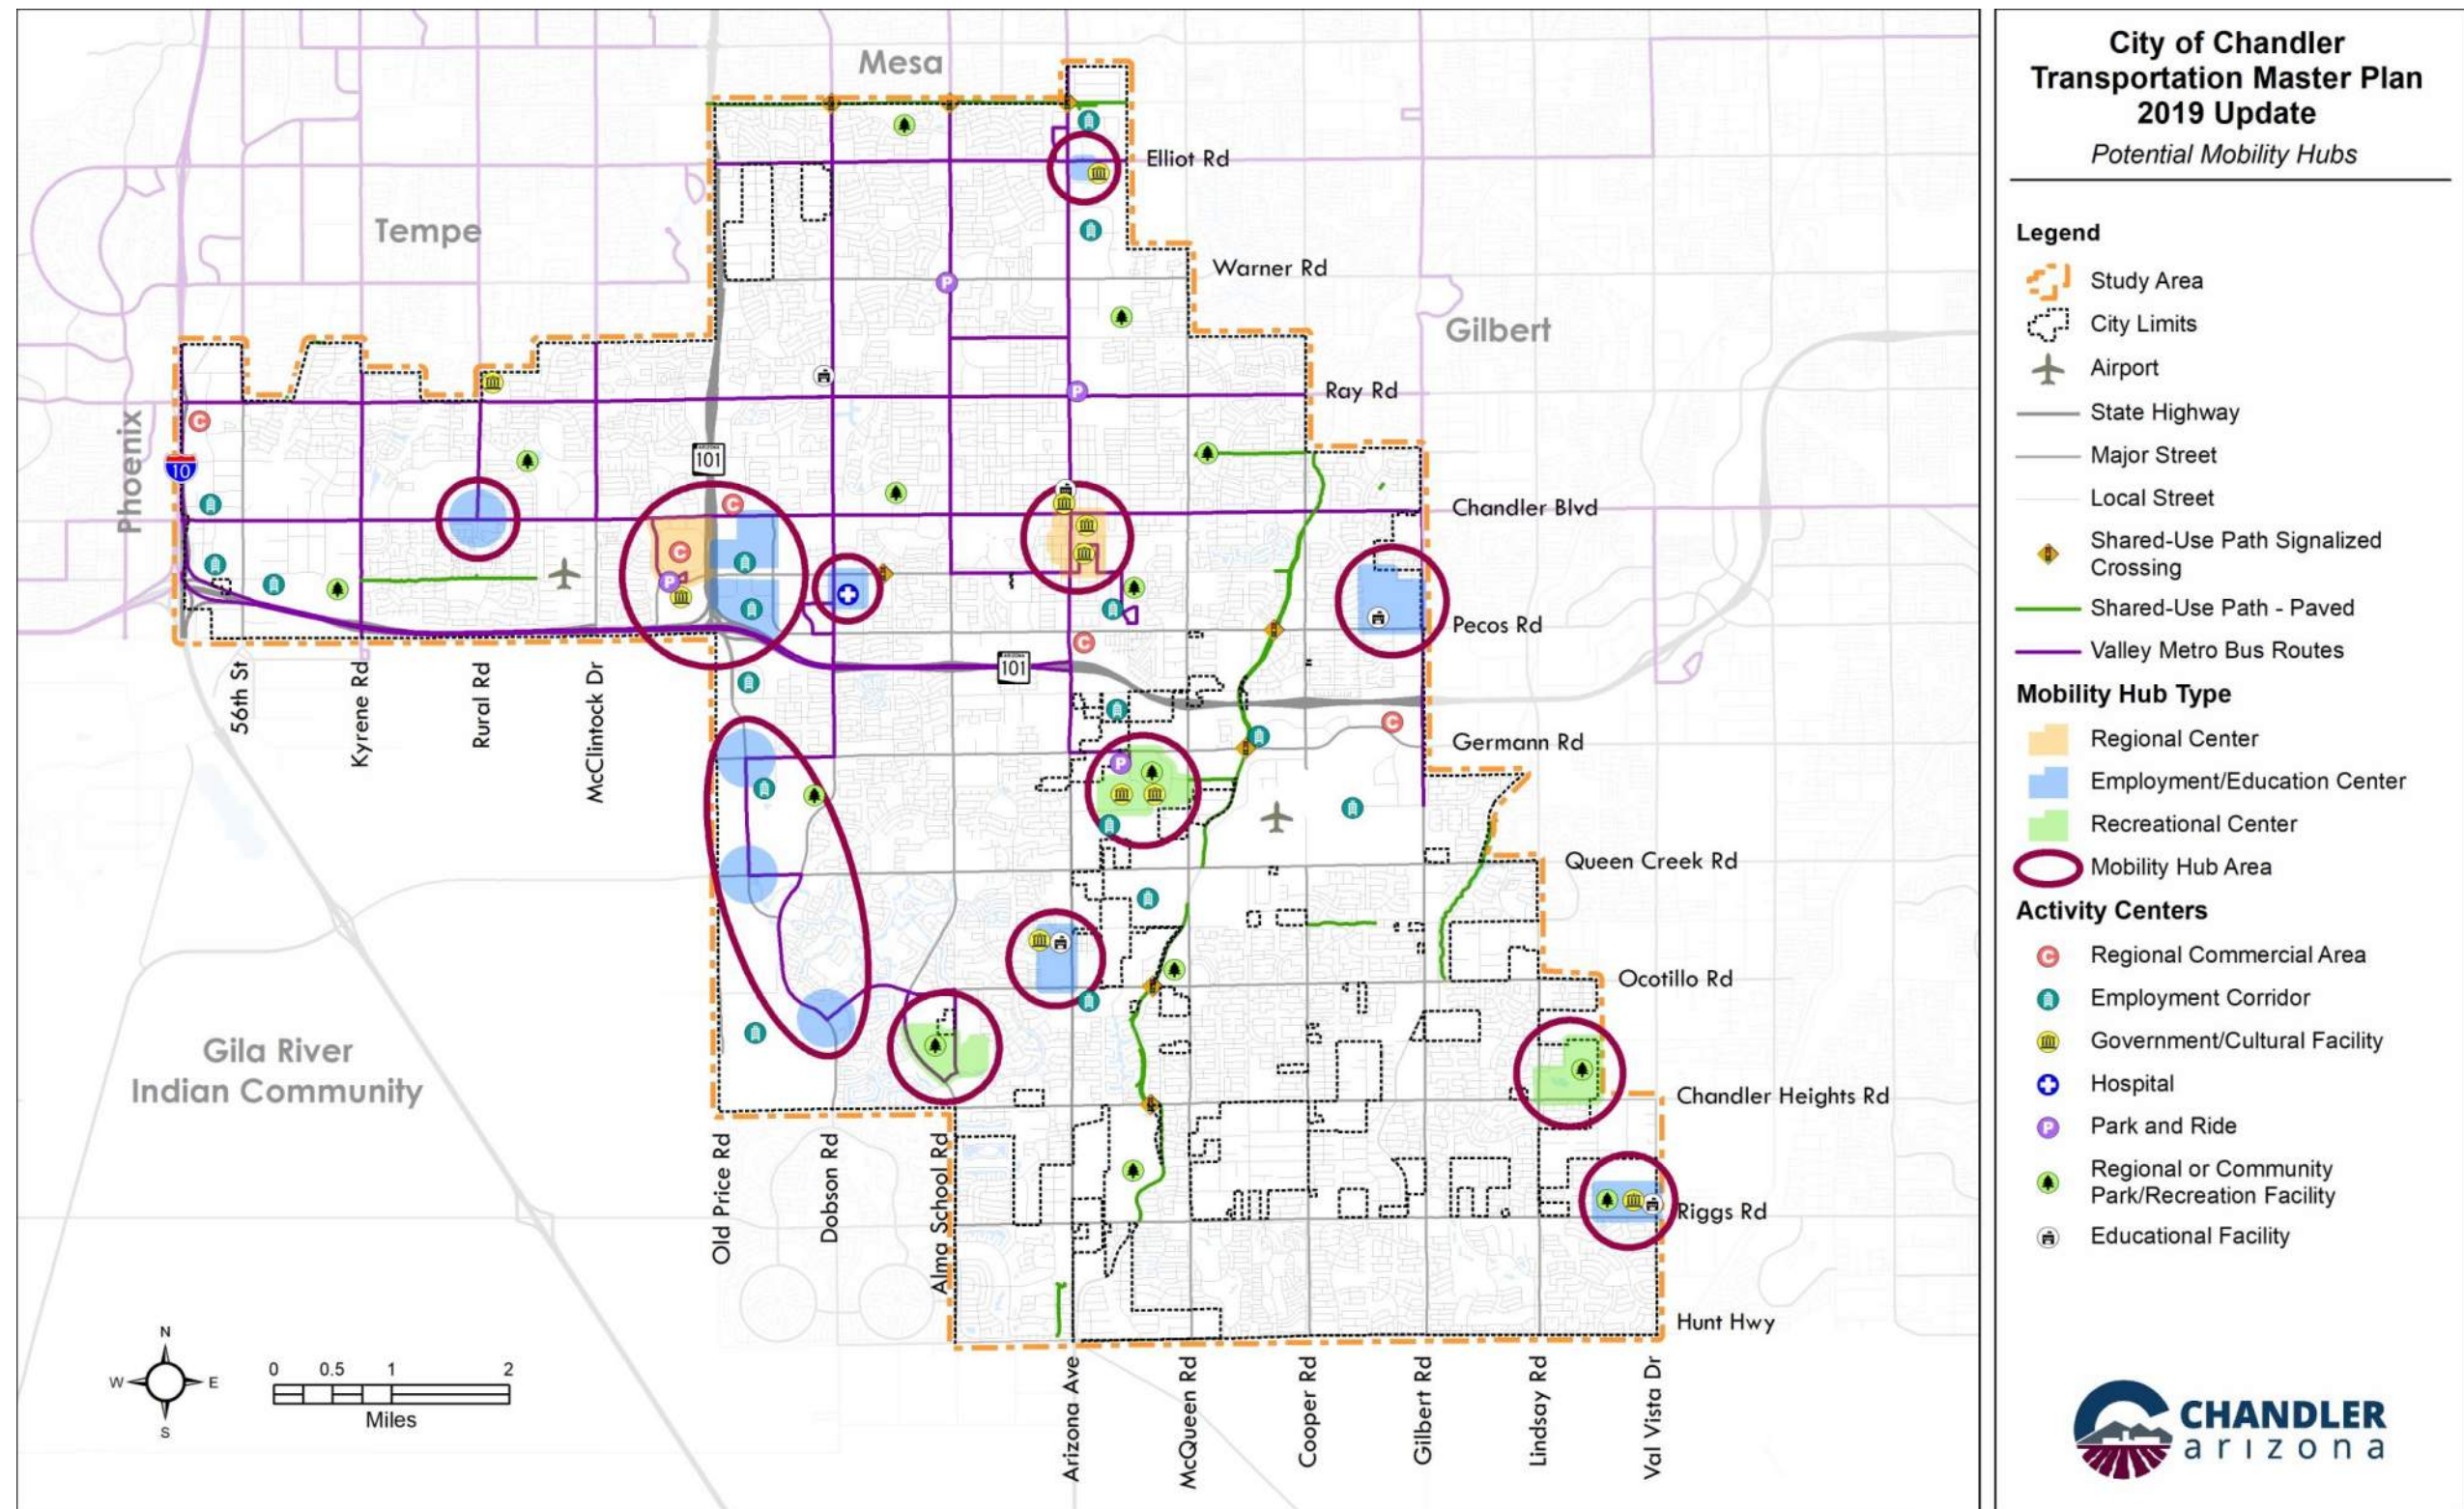 City of Chandler
Transportation Master Plan
2019 Update
Potential Mobility Hubs
Legend
Study Area
City Limits
Airport
State Highway
Major Street
Local Street
Shared-Use Path Signalized
Crossing
Shared-Use Path - Paved
Valley Metro Bus Routes
Mobility Hub Type
Regional Center
Employment/Education Center
Recreational Center
Mobility Hub Area
Activity Centers
C
Regional Commercial Area
Employment Corridor
Government/Cultural Facility
Hospital
P
Park and Ride
Regional or Community
Park/Recreation Facility
Educational Facility
CHANDLER
arizona
Mesa
Tempe
Phoenix
Gilbert
Gila River
Indian Community
Elliot Rd
Warner Rd
Ray Rd
Chandler Blvd
Pecos Rd
Germann Rd
Queen Creek Rd
Ocotillo Rd
Chandler Heights Rd
Riggs Rd
Hunt Hwy
56th St
Kyrene Rd
Rural Rd
McClintock Dr
Old Price Rd
Dobson Rd
Alma School Rd
Arizona Ave
McQueen Rd
Cooper Rd
Gilbert Rd
Lindsay Rd
Val Vista Dr
10
ARIZONA
101
ARIZONA
101
C
C
C
C
C
P
P
P
P
N
W
E
S
0 0.5 1 2
Miles